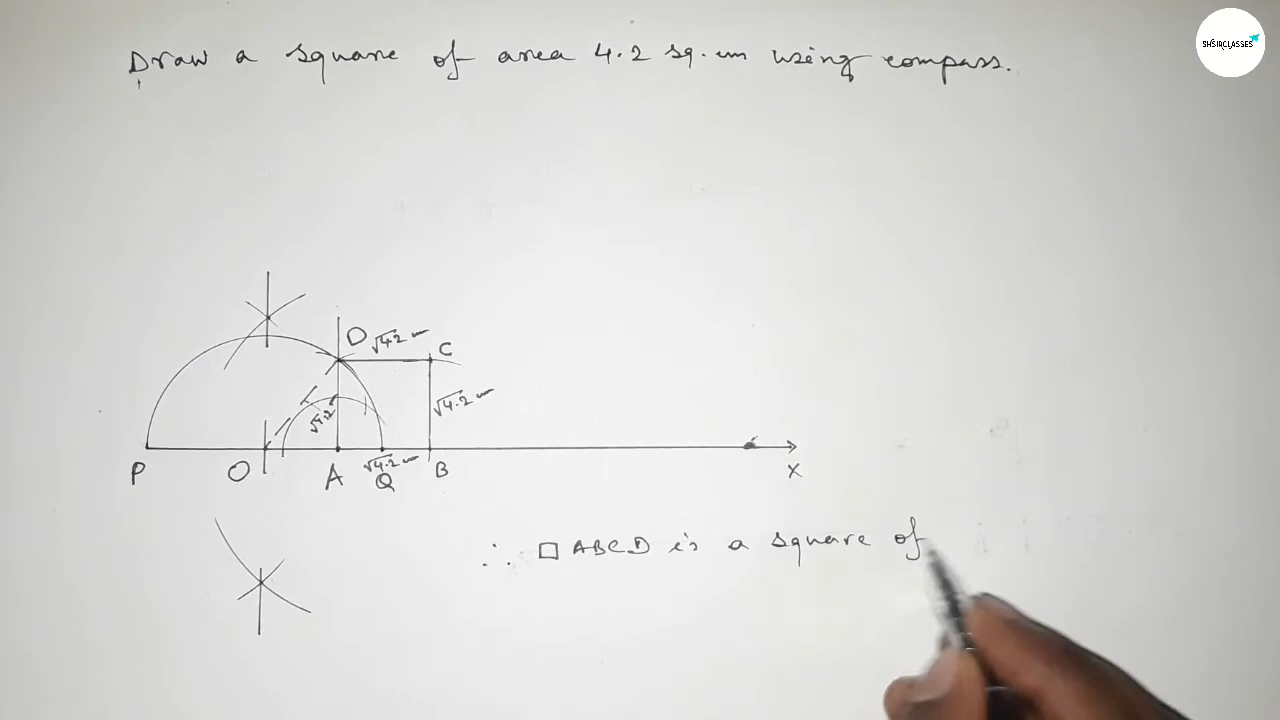 SHSIRCLASSES
Draw a square of area 4.2 sq.cm using compass.
D √4.2 cm C
√4.2 √4.2 cm
P O A √4.2 cm Q B X
∴ □ ABCD is a square of